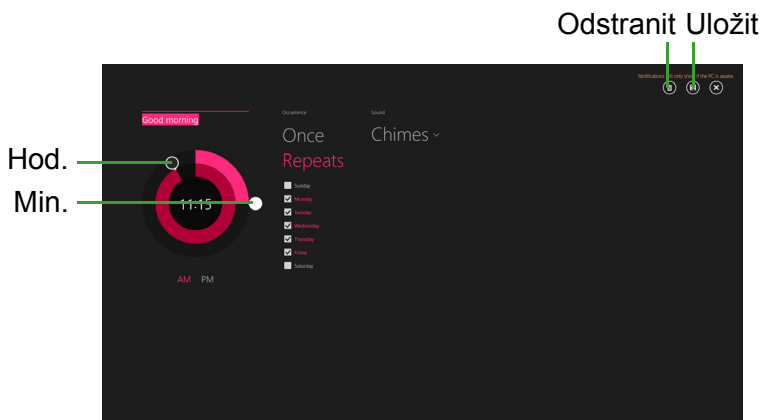 Odstranit Uložit
Notifications will only show if the PC is awake.
Good morning
Hod.
Min.
11:15
AM PM
Occurrence
Once
Repeats
Sunday
Monday
Tuesday
Wednesday
Thursday
Friday
Saturday
Sound
Chimes